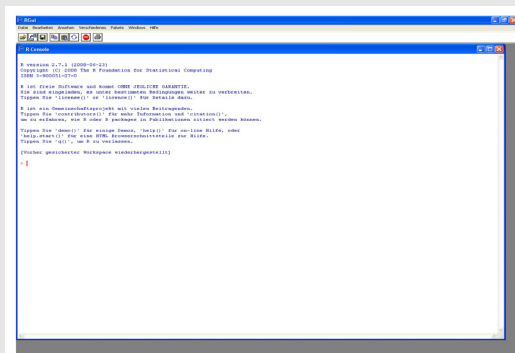 RGui
Datei Bearbeiten Ansehen Verschiedenes Pakete Windows Hilfe
R Console
R version 2.7.1 (2008-06-23)
Copyright (C) 2008 The R Foundation for Statistical Computing
ISBN 3-900051-07-0
R ist freie Software und kommt OHNE JEGLICHE GARANTIE.
Sie sind eingeladen, es unter bestimmten Bedingungen weiter zu verbreiten.
Tippen Sie 'license()' or 'licence()' für Details dazu.
R ist ein Gemeinschaftsprojekt mit vielen Beitragenden.
Tippen Sie 'contributors()' für mehr Information und 'citation()',
um zu erfahren, wie R oder R packages in Publikationen zitiert werden können.
Tippen Sie 'demo()' für einige Demos, 'help()' für on-line Hilfe, oder
'help.start()' für eine HTML Browserschnittstelle zur Hilfe.
Tippen Sie 'q()', um R zu verlassen.
[Vorher gesicherter Workspace wiederhergestellt]
>